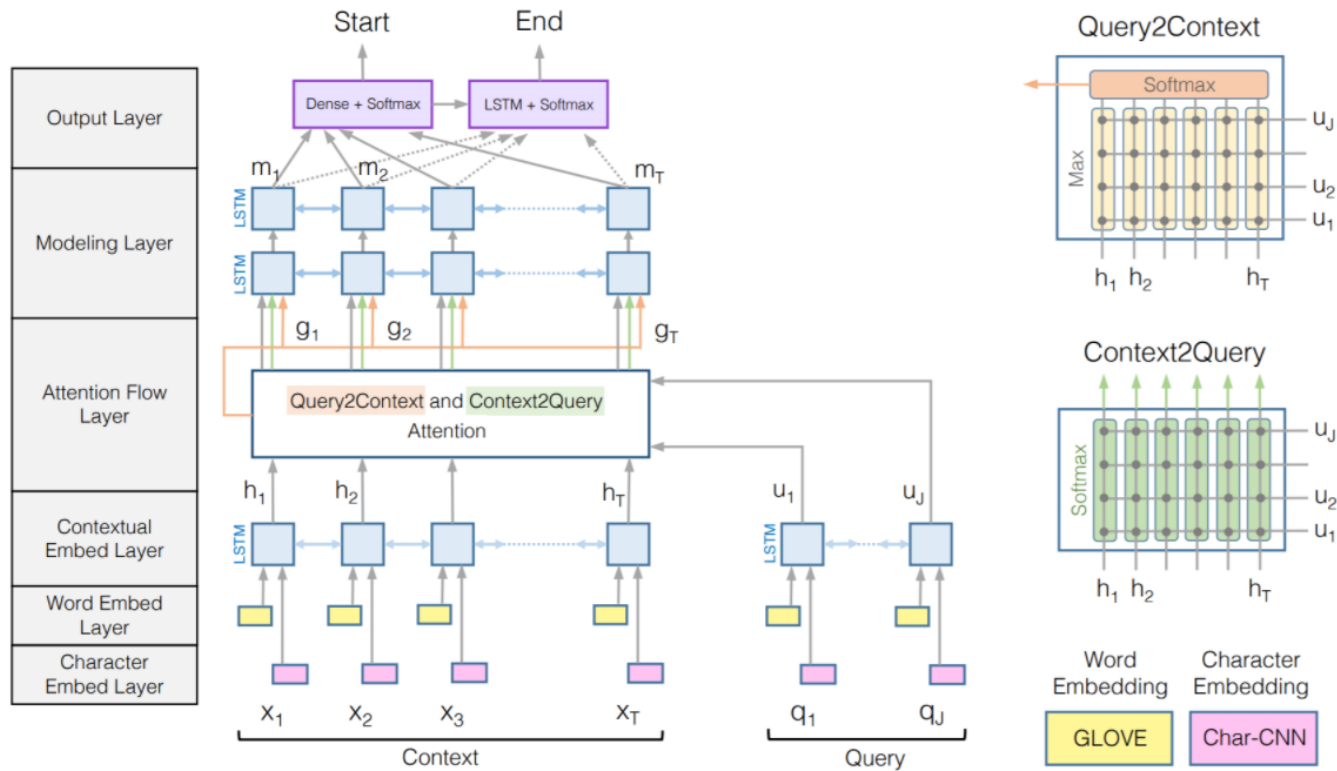 Start
End
Query2Context
Output Layer
Dense + Softmax
LSTM + Softmax
Softmax
Max
u_J
u_2
u_1
h_1
h_2
h_T
m_1
m_2
m_T
Modeling Layer
LSTM
LSTM
g_1
g_2
g_T
Attention Flow
Layer
Query2Context and Context2Query
Attention
Context2Query
Softmax
u_J
u_2
u_1
h_1
h_2
h_T
h_1
h_2
h_T
u_1
u_J
Contextual
Embed Layer
LSTM
LSTM
Word Embed
Layer
Character
Embed Layer
x_1
x_2
x_3
x_T
q_1
q_J
Context
Query
Word
Embedding
Character
Embedding
GLOVE
Char-CNN